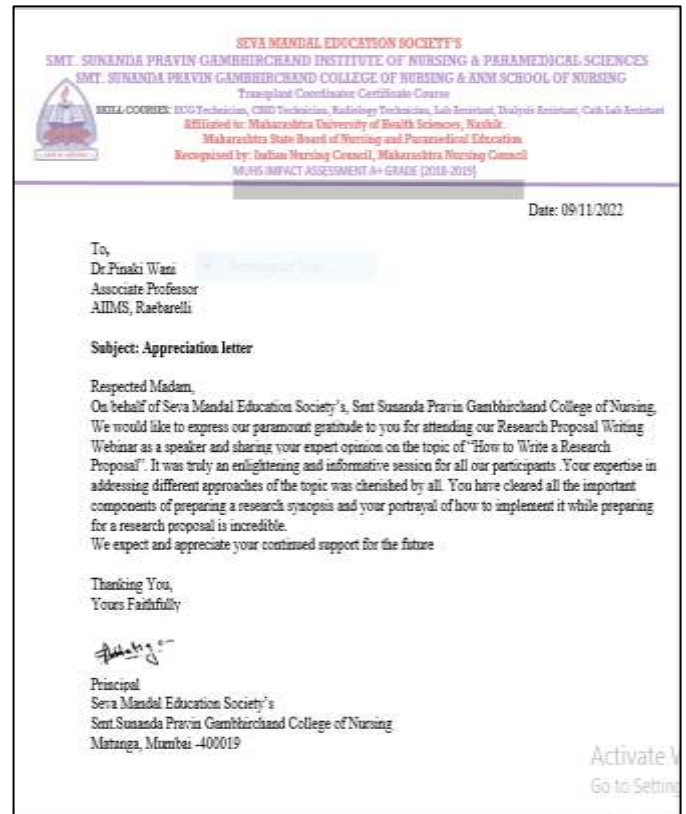 SEVA MANDAL EDUCATION SOCIETY'S
SMT. SUNANDA PRAVIN GAMBHIRCHAND INSTITUTE OF NURSING & PARAMEDICAL SCIENCES
SMT. SUNANDA PRAVIN GAMBHIRCHAND COLLEGE OF NURSING & ANM SCHOOL OF NURSING
Transplant Coordinator Certificate Course
SKILL COURSES: ECG Technician, CSSD Technician, Radiology Technician, Lab Assistant, Dialysis Assistant, Cath Lab Assistant
Affiliated to: Maharashtra University of Health Sciences, Nashik.
Maharashtra State Board of Nursing and Paramedical Education
Recognised by: Indian Nursing Council, Maharashtra Nursing Council
MUHS IMPACT ASSESSMENT A+ GRADE (2018-2019)
Date: 09/11/2022
To,
Dr.Pinaki Wani
Associate Professor
AIIMS, Raebarelli
Subject: Appreciation letter
Respected Madam,
On behalf of Seva Mandal Education Society's, Smt Sunanda Pravin Gambhirchand College of Nursing,
We would like to express our paramount gratitude to you for attending our Research Proposal Writing
Webinar as a speaker and sharing your expert opinion on the topic of "How to Write a Research
Proposal". It was truly an enlightening and informative session for all our participants .Your expertise in
addressing different approaches of the topic was cherished by all. You have cleared all the important
components of preparing a research synopsis and your portrayal of how to implement it while preparing
for a research proposal is incredible.
We expect and appreciate your continued support for the future
Thanking You,
Yours Faithfully
Principal
Seva Mandal Education Society's
Smt.Sunanda Pravin Gambhirchand College of Nursing
Matunga, Mumbai -400019
Activate
Go to Setting